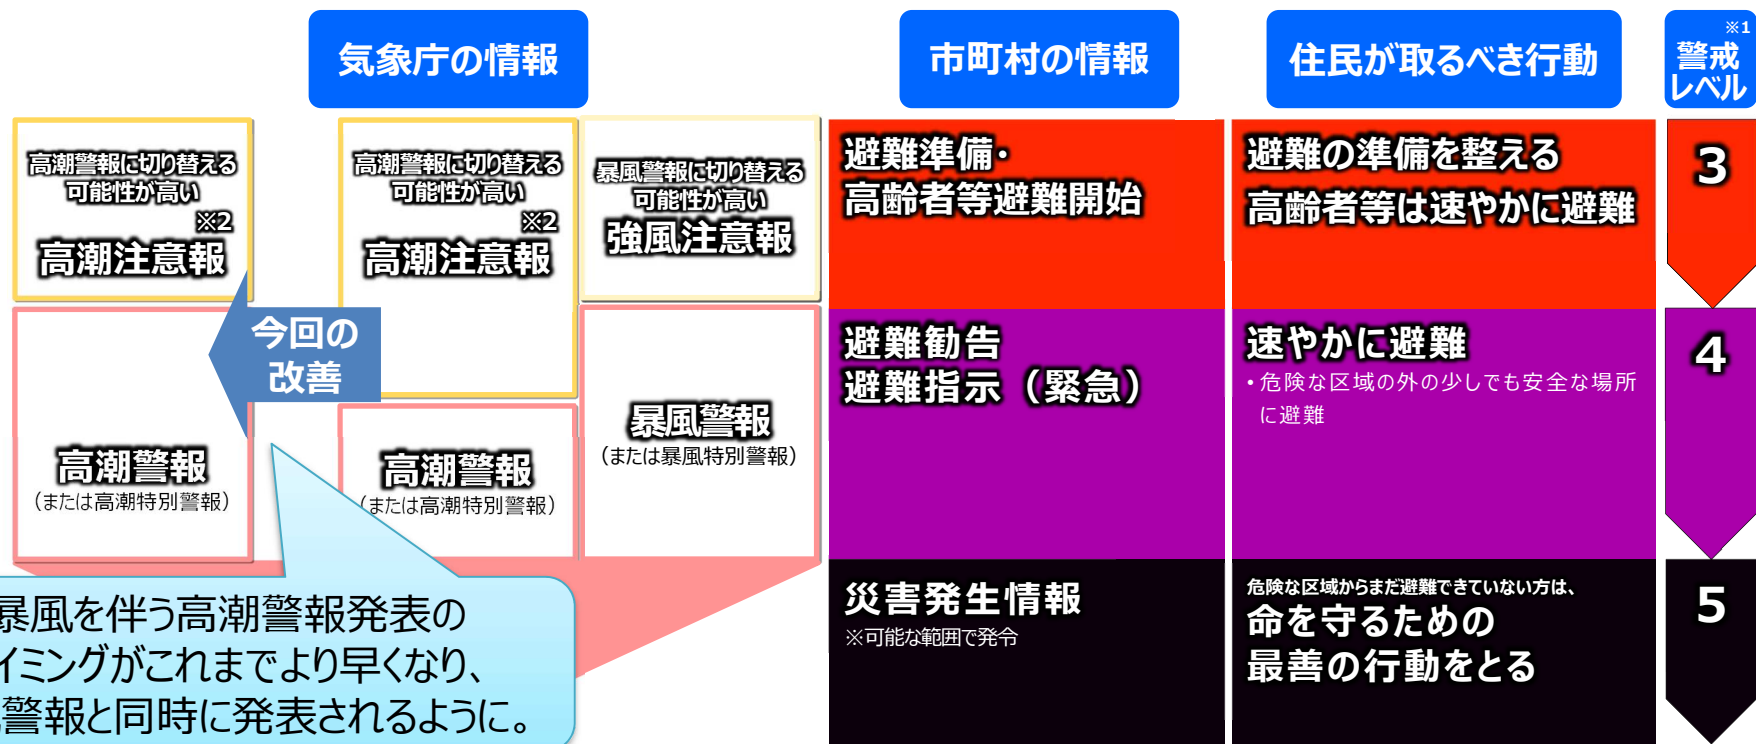 気象庁の情報
市町村の情報
住民が取るべき行動
※1
警戒
レベル
高潮警報に切り替える
可能性が高い
※2
高潮注意報
高潮警報に切り替える
可能性が高い
※2
高潮注意報
暴風警報に切り替える
可能性が高い
強風注意報
避難準備・
高齢者等避難開始
避難の準備を整える
高齢者等は速やかに避難
3
今回の
改善
高潮警報
（または高潮特別警報）
高潮警報
（または高潮特別警報）
暴風警報
（または暴風特別警報）
避難勧告
避難指示（緊急）
速やかに避難
・危険な区域の外の少しでも安全な場所
に避難
4
暴風を伴う高潮警報発表の
イミングがこれまでより早くなり、
警報と同時に発表されるように。
災害発生情報
※可能な範囲で発令
危険な区域からまだ避難できていない方は、
命を守るための
最善の行動をとる
5